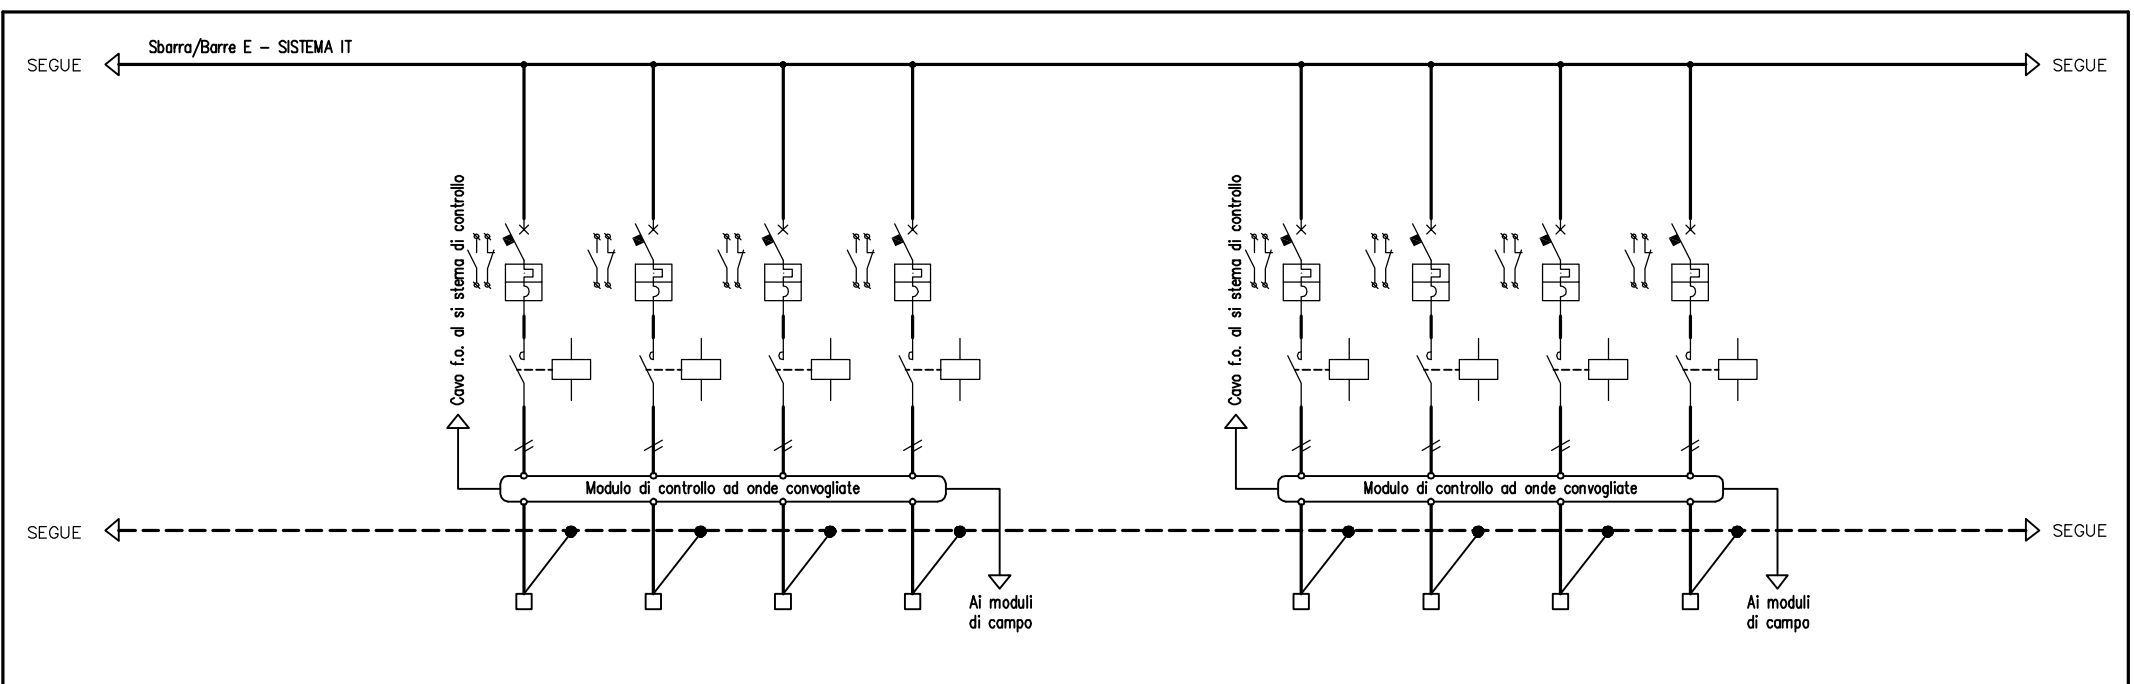 Sbarra/Barre E - SISTEMA IT
SEGUE
SEGUE
Cavo f.o. al si stema di controllo
Cavo f.o. al si stema di controllo
Modulo di controllo ad onde convogliate
Modulo di controllo ad onde convogliate
SEGUE
SEGUE
Ai moduli
di campo
Ai moduli
di campo